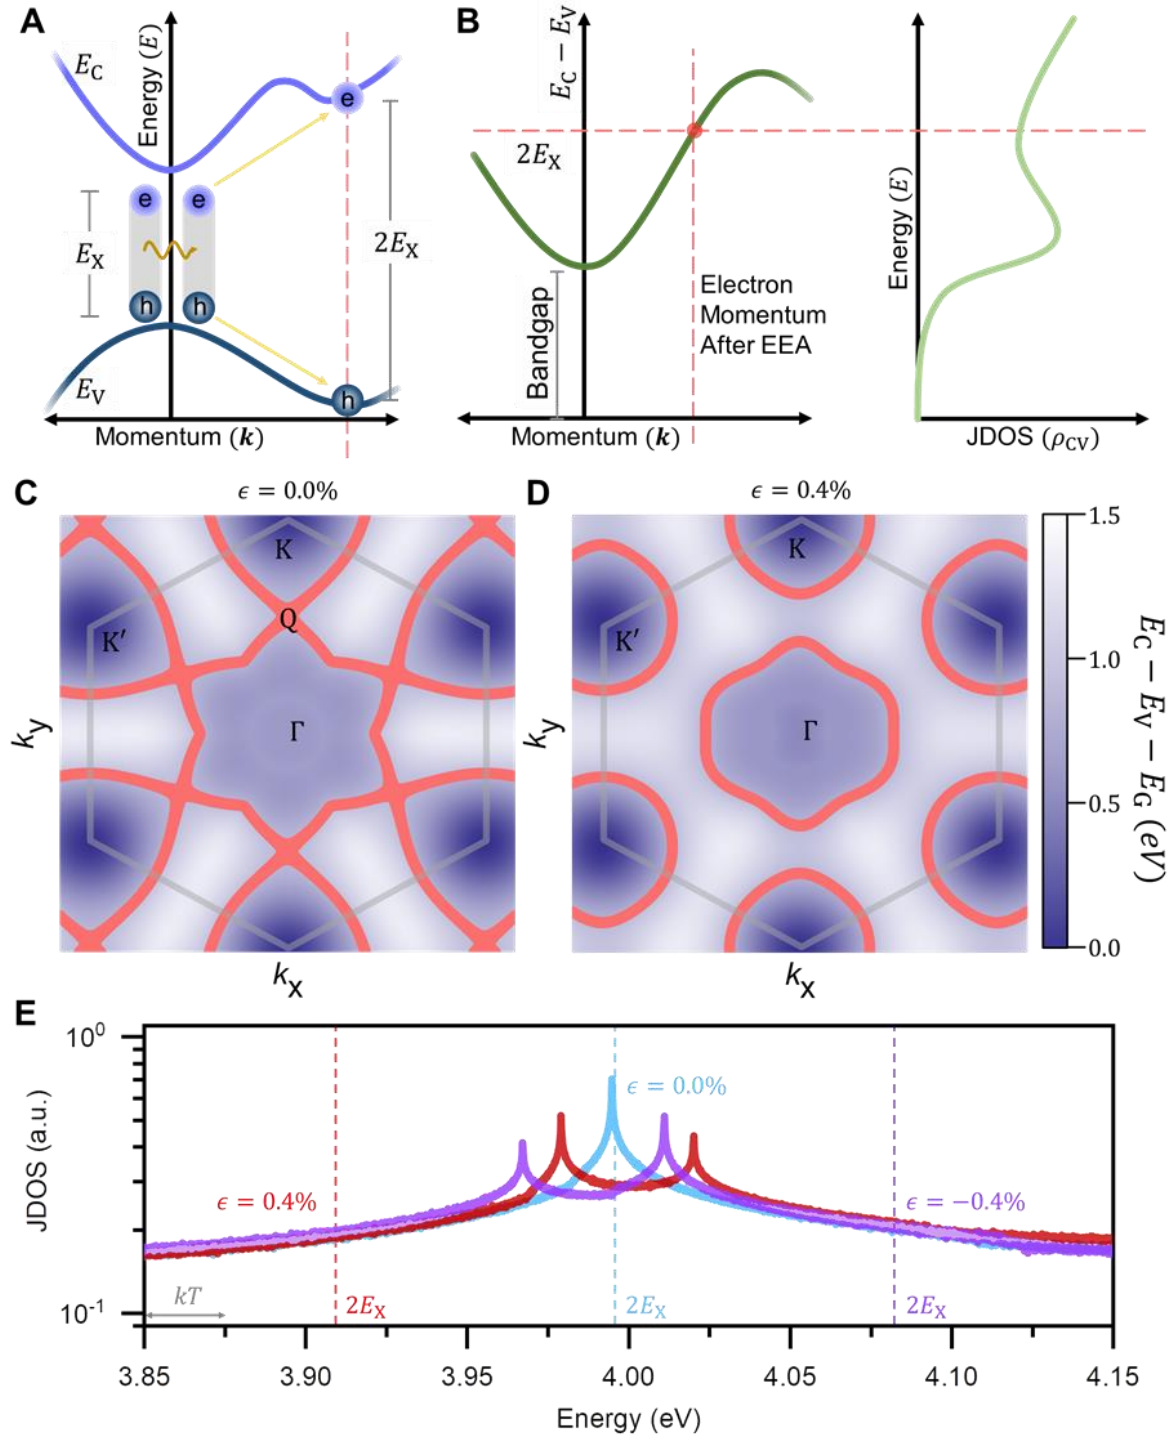 A
Energy (E)
E_C
e
e
e
E_X
2E_X
h
h
h
E_V
Momentum (k)
B
E_C − E_V
2E_X
Bandgap
Electron
Momentum
After EEA
Momentum (k)
Energy (E)
JDOS (ρ_CV)
C
ϵ = 0.0%
K
Q
K′
Γ
k_y
k_x
D
ϵ = 0.4%
K
K′
Γ
k_y
k_x
1.5
1.0
0.5
0.0
E_C − E_V − E_G (eV)
E
10^0
10^-1
JDOS (a.u.)
ϵ = 0.0%
ϵ = 0.4%
ϵ = −0.4%
kT
2E_X
2E_X
2E_X
3.85
3.90
3.95
4.00
4.05
4.10
4.15
Energy (eV)